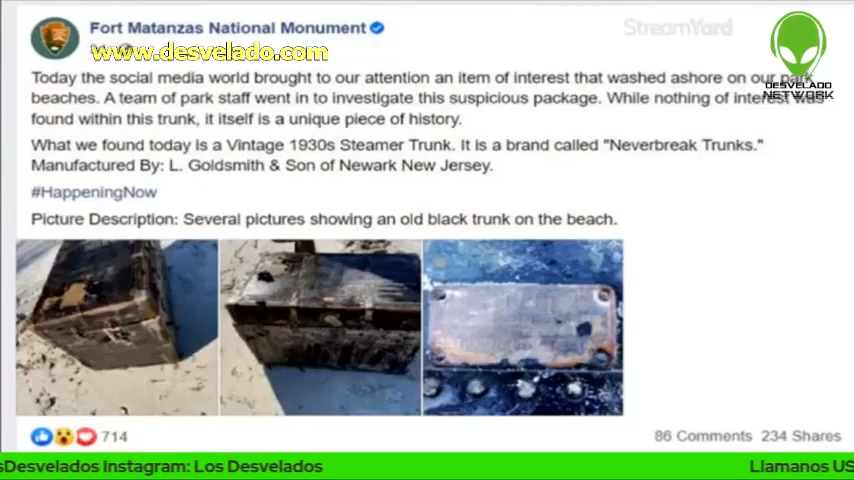 Fort Matanzas National Monument
StreamYard
www.desvelado.com
Today the social media world brought to our attention an item of interest that washed ashore on our park
beaches. A team of park staff went in to investigate this suspicious package. While nothing of interest was
found within this trunk, it itself is a unique piece of history.
DESVELADO
NETWORK
What we found today is a Vintage 1930s Steamer Trunk. It is a brand called "Neverbreak Trunks."
Manufactured By: L. Goldsmith & Son of Newark New Jersey.
#HappeningNow
Picture Description: Several pictures showing an old black trunk on the beach.
714
86 Comments 234 Shares
sDesvelados Instagram: Los Desvelados
Llamanos US